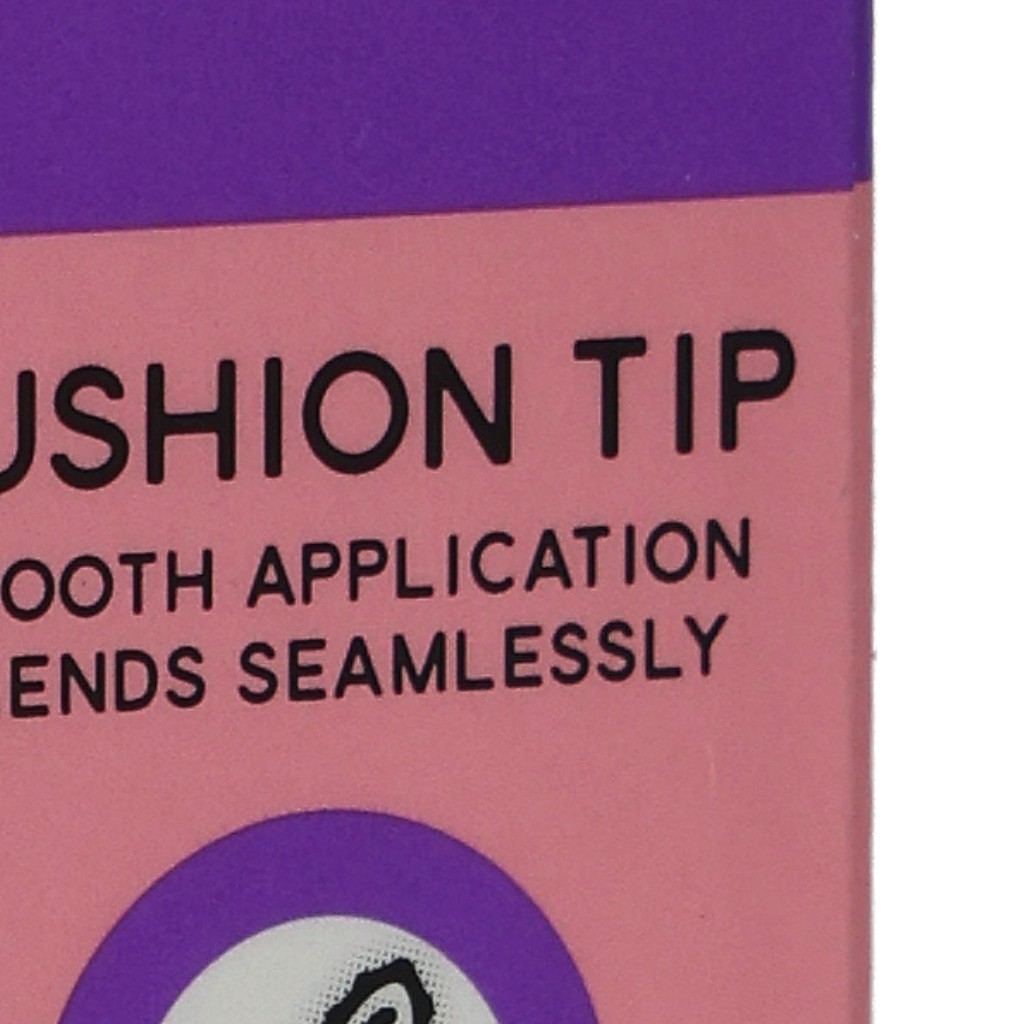 USHION TIP
OOTH APPLICATION
ENDS SEAMLESSLY